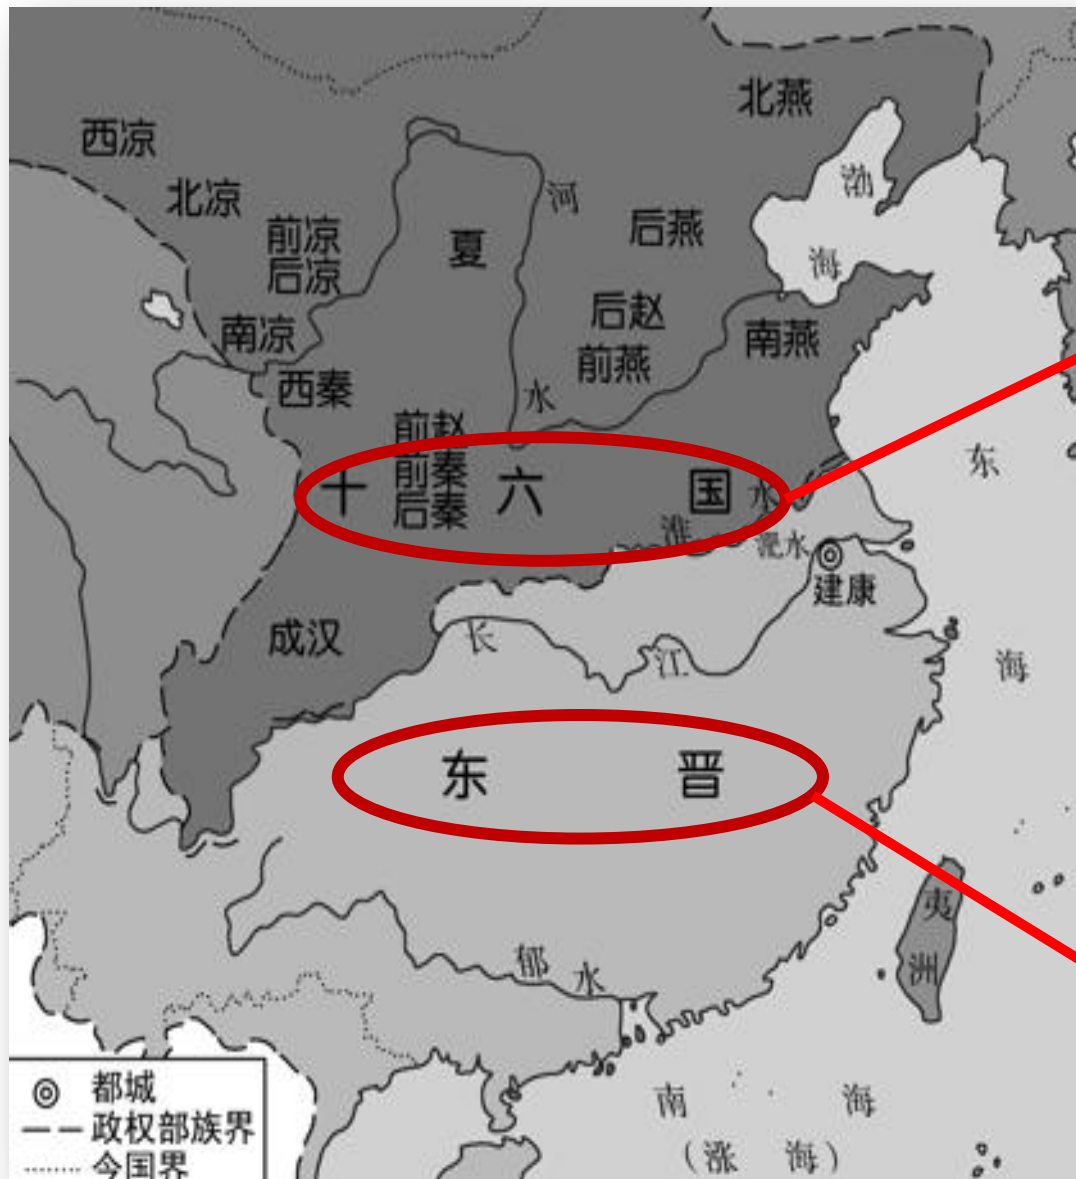 北燕
西凉
北凉
河
渤
前凉
后凉
夏
后燕
海
南凉
后赵
前燕
南燕
西秦
水
前赵
前秦
后秦
十六国
水
淮
淝水
东
海
建康
成汉
长
江
东晋
夷
洲
郁水
南海
(涨海)
都城
政权部族界
今国界